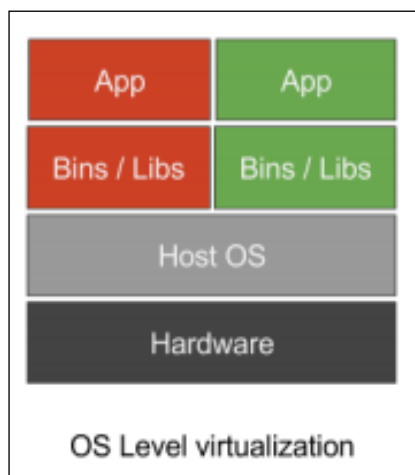 App App
Bins / Libs Bins / Libs
Host OS
Hardware
OS Level virtualization